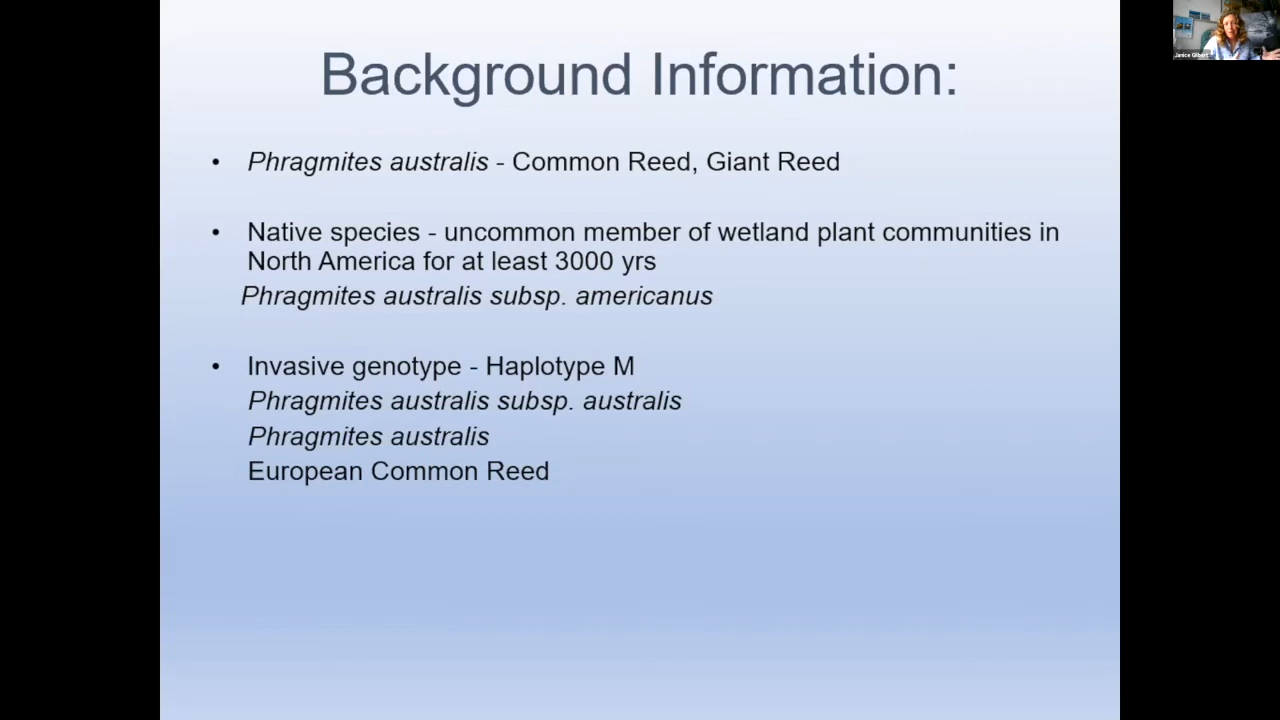 Background Information:
Janice Gilbert
• Phragmites australis - Common Reed, Giant Reed
• Native species - uncommon member of wetland plant communities in
North America for at least 3000 yrs
Phragmites australis subsp. americanus
• Invasive genotype - Haplotype M
Phragmites australis subsp. australis
Phragmites australis
European Common Reed